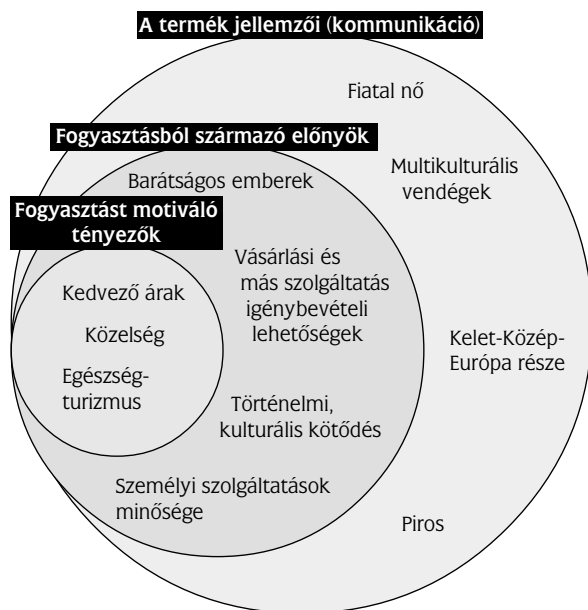 A termék jellemzői (kommunikáció)
Fiatal nő
Fogyasztásból származó előnyök
Multikulturális
vendégek
Barátságos emberek
Fogyasztást motiváló
tényezők
Vásárlási és
más szolgáltatás
igénybevételi
lehetőségek
Kedvező árak
Közelség
Egészség-
turizmus
Kelet-Közép-
Európa része
Történelmi,
kulturális kötődés
Személyi szolgáltatások
minősége
Piros